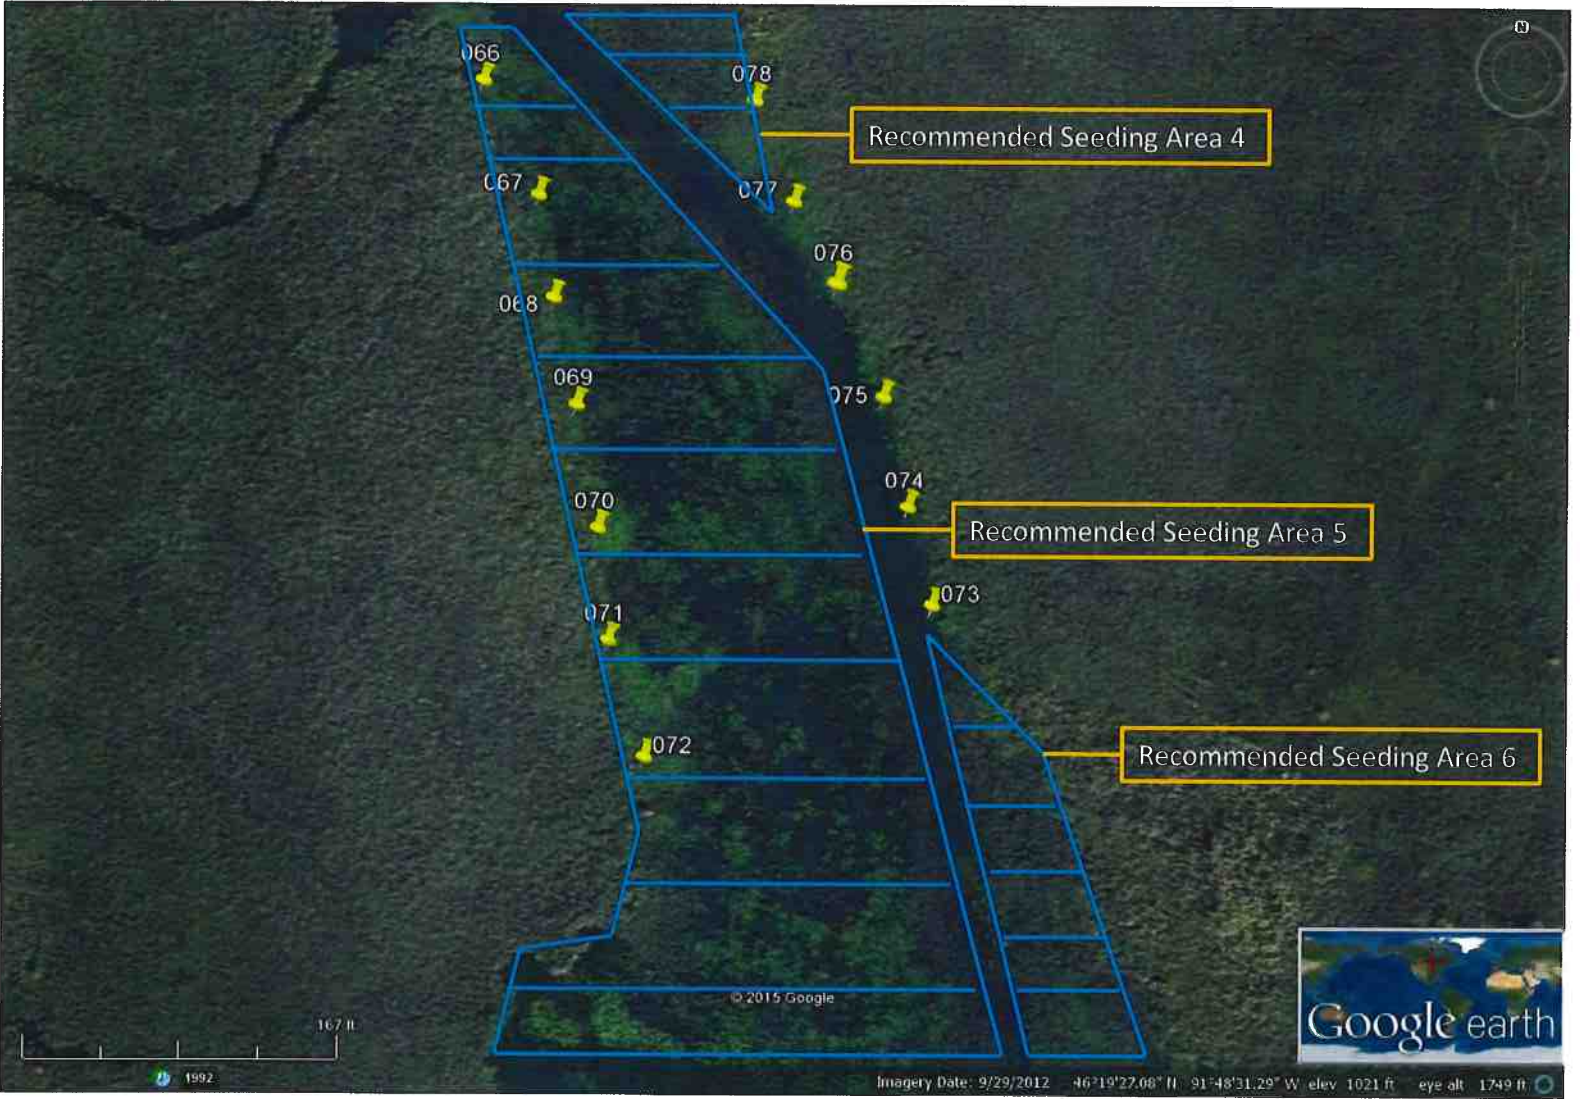 N
066
078
Recommended Seeding Area 4
067
077
076
068
069
075
070
074
Recommended Seeding Area 5
071
073
072
Recommended Seeding Area 6
© 2015 Google
Google earth
167 ft
1992
Imagery Date: 9/29/2012 46°19'27.08" N 91°48'31.29" W elev 1021 ft eye alt 1749 ft